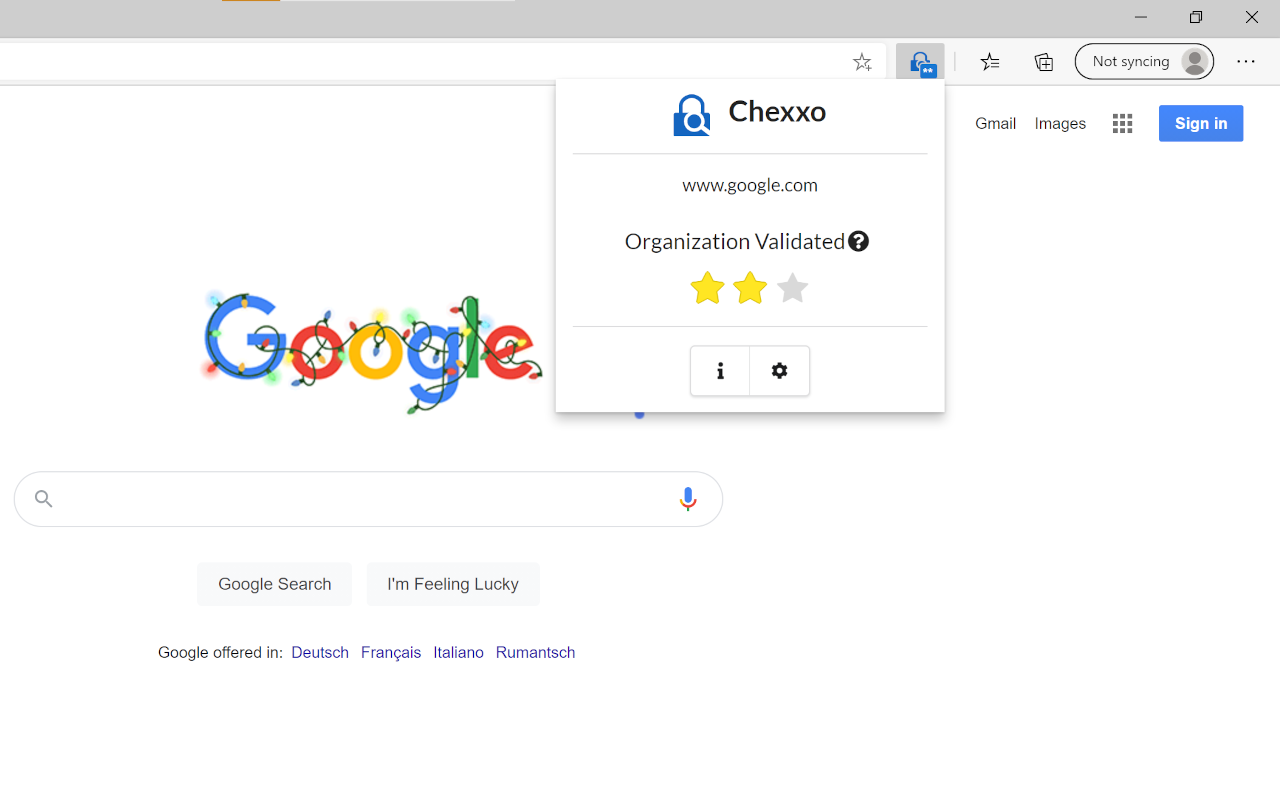 Not syncing
Chexxo
Gmail Images Sign in
www.google.com
Organization Validated
Google
Google Search I'm Feeling Lucky
Google offered in: Deutsch Français Italiano Rumantsch